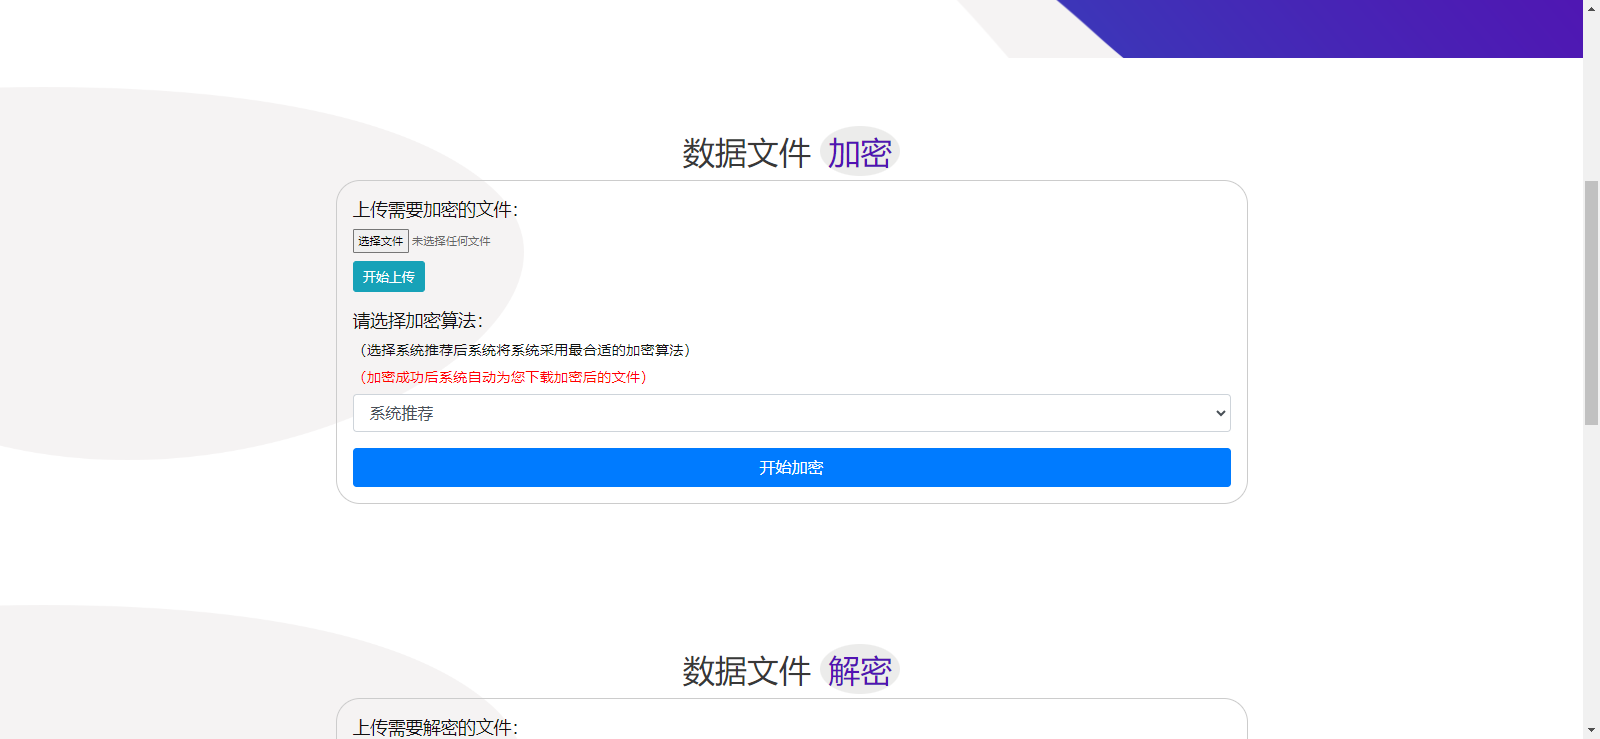 数据文件 加密
上传需要加密的文件：
选择文件 未选择任何文件
开始上传
请选择加密算法：
（选择系统推荐后系统将系统采用最合适的加密算法）
（加密成功后系统自动为您下载加密后的文件）
系统推荐
开始加密
数据文件 解密
上传需要解密的文件：